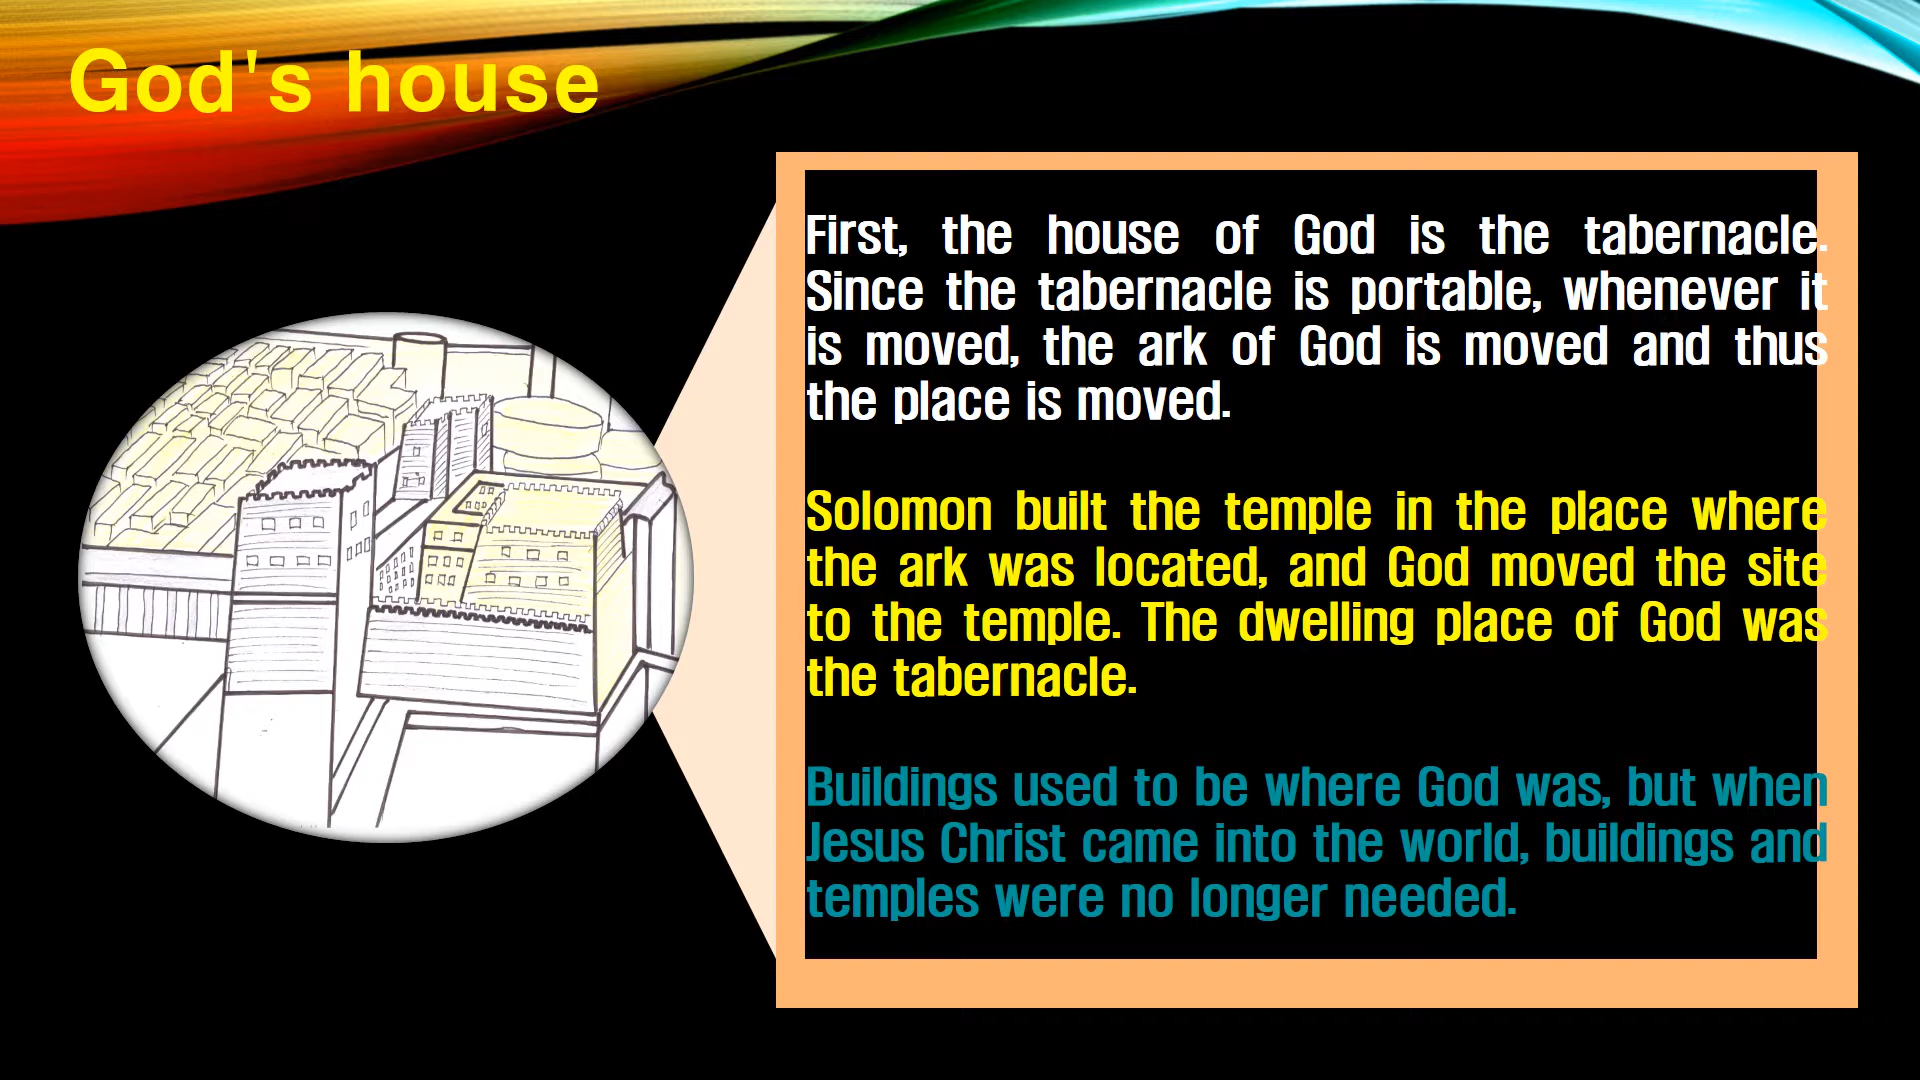 God's house
First, the house of God is the tabernacle.
Since the tabernacle is portable, whenever it
is moved, the ark of God is moved and thus
the place is moved.
Solomon built the temple in the place where
the ark was located, and God moved the site
to the temple. The dwelling place of God was
the tabernacle.
Buildings used to be where God was, but when
Jesus Christ came into the world, buildings and
temples were no longer needed.